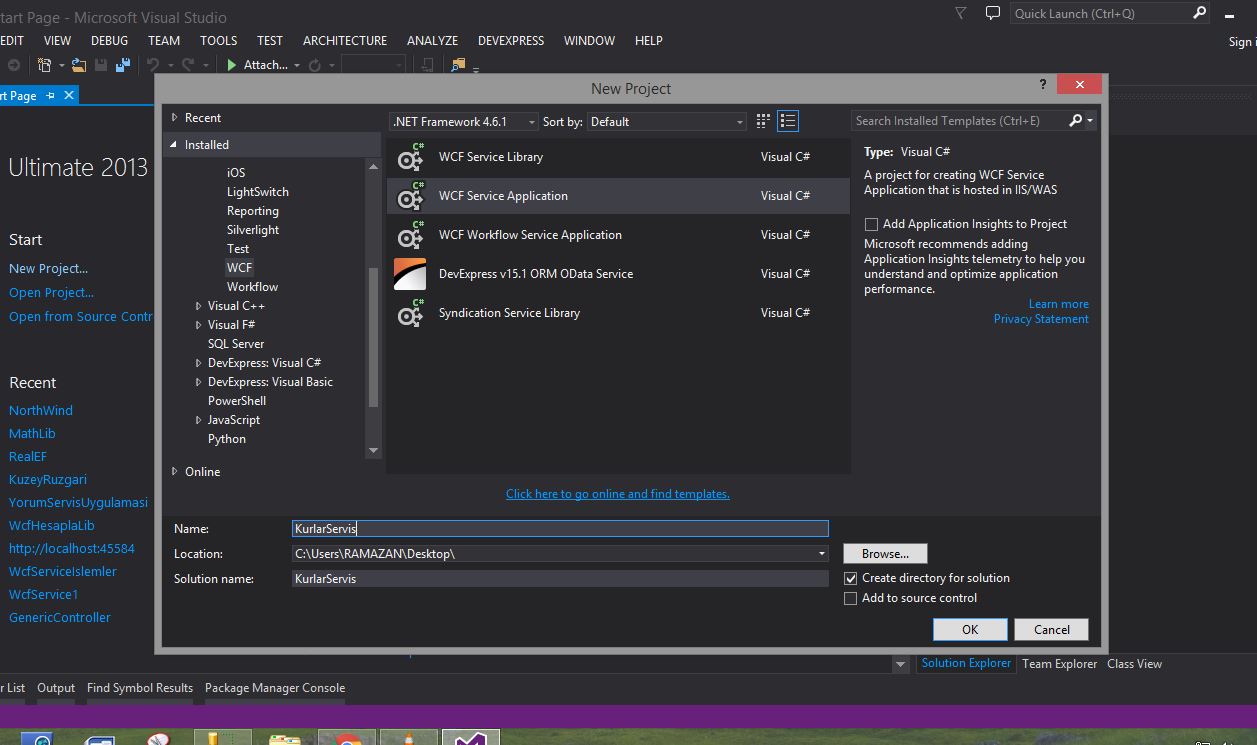 tart Page - Microsoft Visual Studio
Quick Launch (Ctrl+Q)
EDIT VIEW DEBUG TEAM TOOLS TEST ARCHITECTURE ANALYZE DEVEXPRESS WINDOW HELP
Sign i
Attach...
rt Page
New Project
?
Recent
Installed
.NET Framework 4.6.1
Sort by: Default
Search Installed Templates (Ctrl+E)
iOS
LightSwitch
Reporting
Silverlight
Test
WCF
Workflow
Visual C++
Visual F#
SQL Server
DevExpress: Visual C#
DevExpress: Visual Basic
PowerShell
JavaScript
Python
Online
C# WCF Service Library Visual C#
C# WCF Service Application Visual C#
C# WCF Workflow Service Application Visual C#
DevExpress v15.1 ORM OData Service Visual C#
C# Syndication Service Library Visual C#
Type: Visual C#
A project for creating WCF Service
Application that is hosted in IIS/WAS
Add Application Insights to Project
Microsoft recommends adding
Application Insights telemetry to help you
understand and optimize application
performance.
Learn more
Privacy Statement
Click here to go online and find templates.
Name: KurlarServis
Location: C:\Users\RAMAZAN\Desktop\
Browse...
Solution name: KurlarServis
Create directory for solution
Add to source control
OK Cancel
Ultimate 2013
Start
New Project...
Open Project...
Open from Source Contr
Recent
NorthWind
MathLib
RealEF
KuzeyRuzgari
YorumServisUygulamasi
WcfHesaplaLib
http://localhost:45584
WcfServiceIslemler
WcfService1
GenericController
Solution Explorer Team Explorer Class View
r List Output Find Symbol Results Package Manager Console